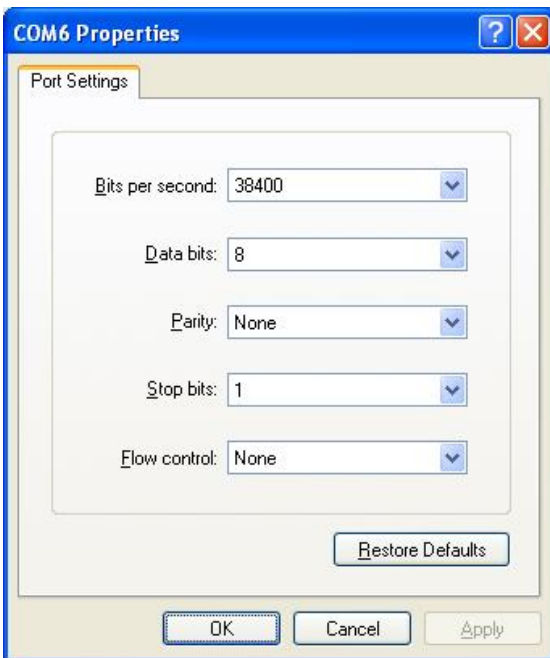 COM6 Properties
Port Settings
Bits per second: 38400
Data bits: 8
Parity: None
Stop bits: 1
Flow control: None
Restore Defaults
OK Cancel Apply